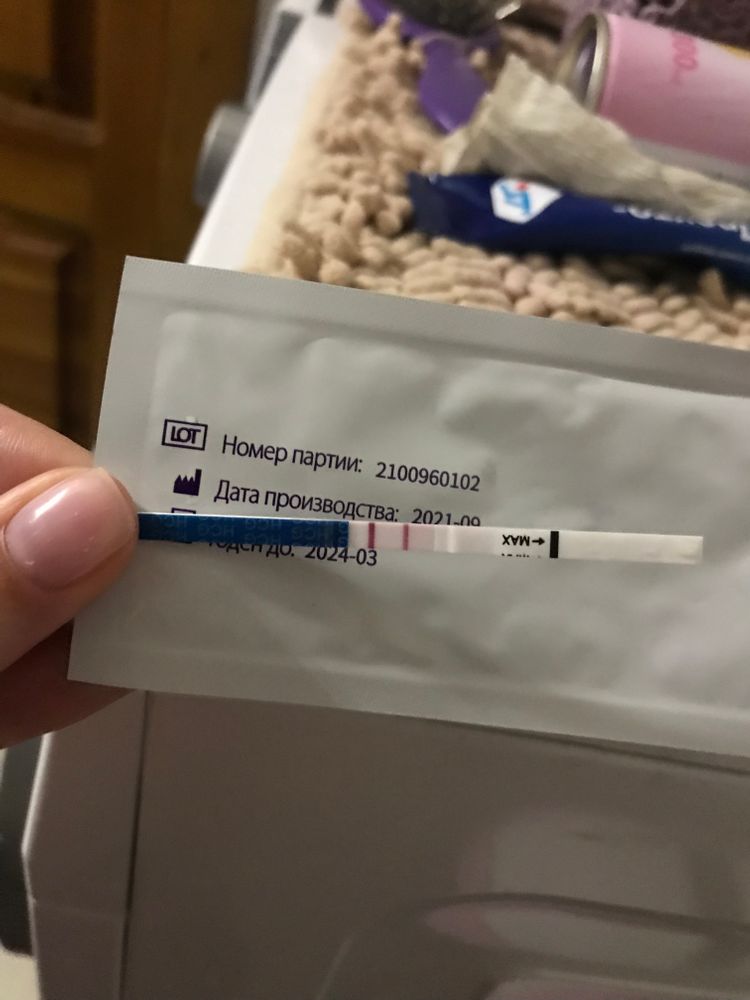 LOT Номер партии: 2100960102
Дата производства: 2021-09
Годен до: 2024-03
MAX